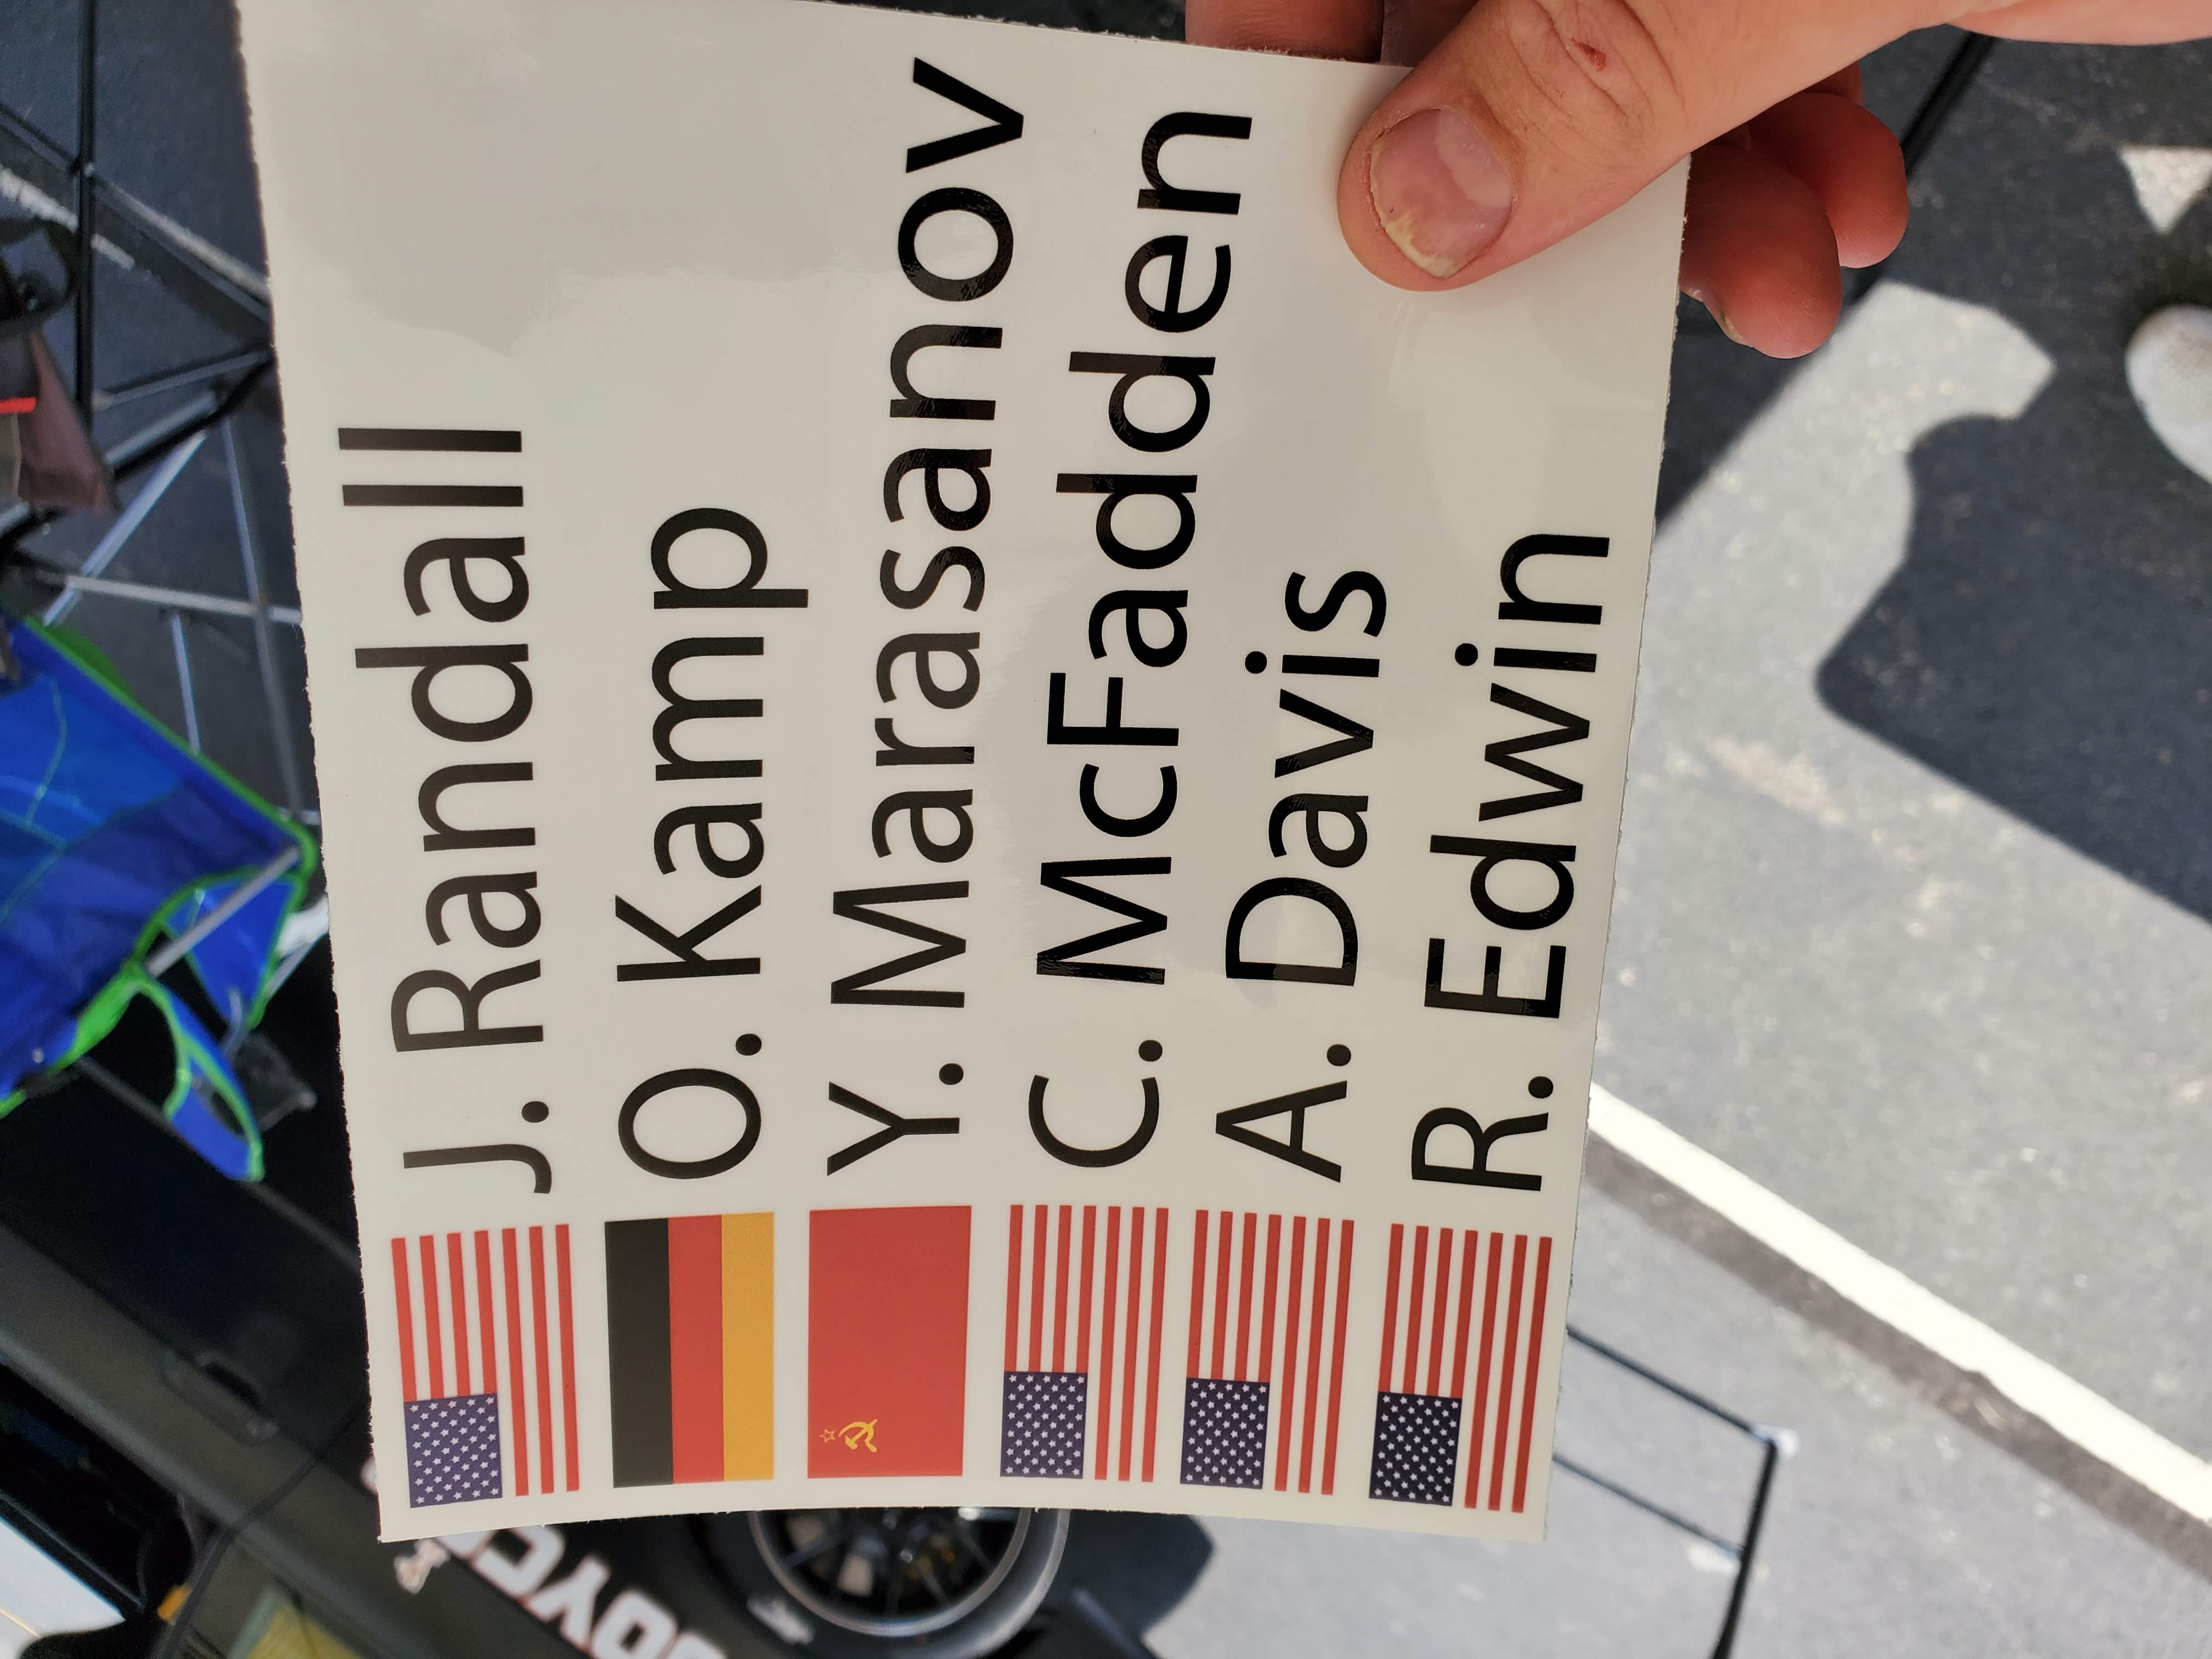 J. Randall
O. Kamp
Y. Marasanov
C. McFadden
A. Davis
R. Edwin